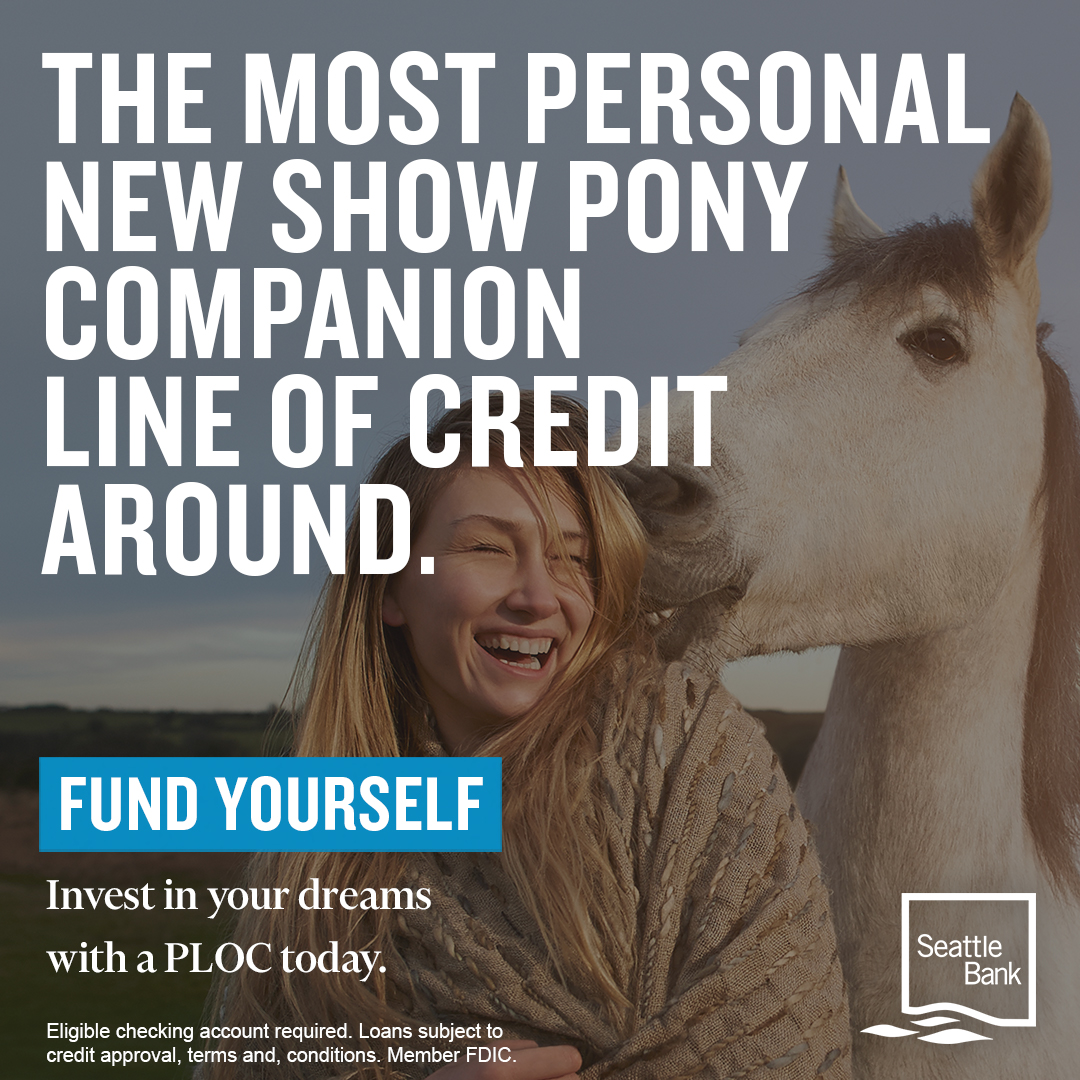 THE MOST PERSONAL
NEW SHOW PONY
COMPANION
LINE OF CREDIT
AROUND.
FUND YOURSELF
Invest in your dreams
with a PLOC today.
Eligible checking account required. Loans subject to
credit approval, terms and, conditions. Member FDIC.
Seattle
Bank